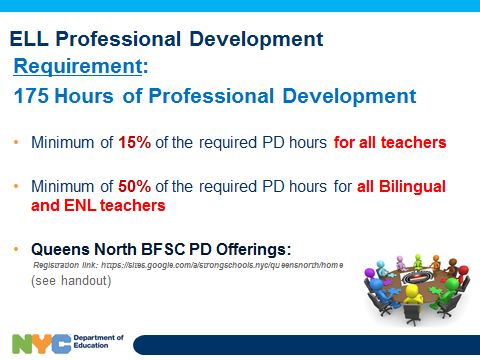 ELL Professional Development
Requirement:
175 Hours of Professional Development
• Minimum of 15% of the required PD hours for all teachers
• Minimum of 50% of the required PD hours for all Bilingual
and ENL teachers
• Queens North BFSC PD Offerings:
Registration link: https://sites.google.com/a/strongschools.nyc/queensnorth/home
(see handout)
NYC Department of
Education